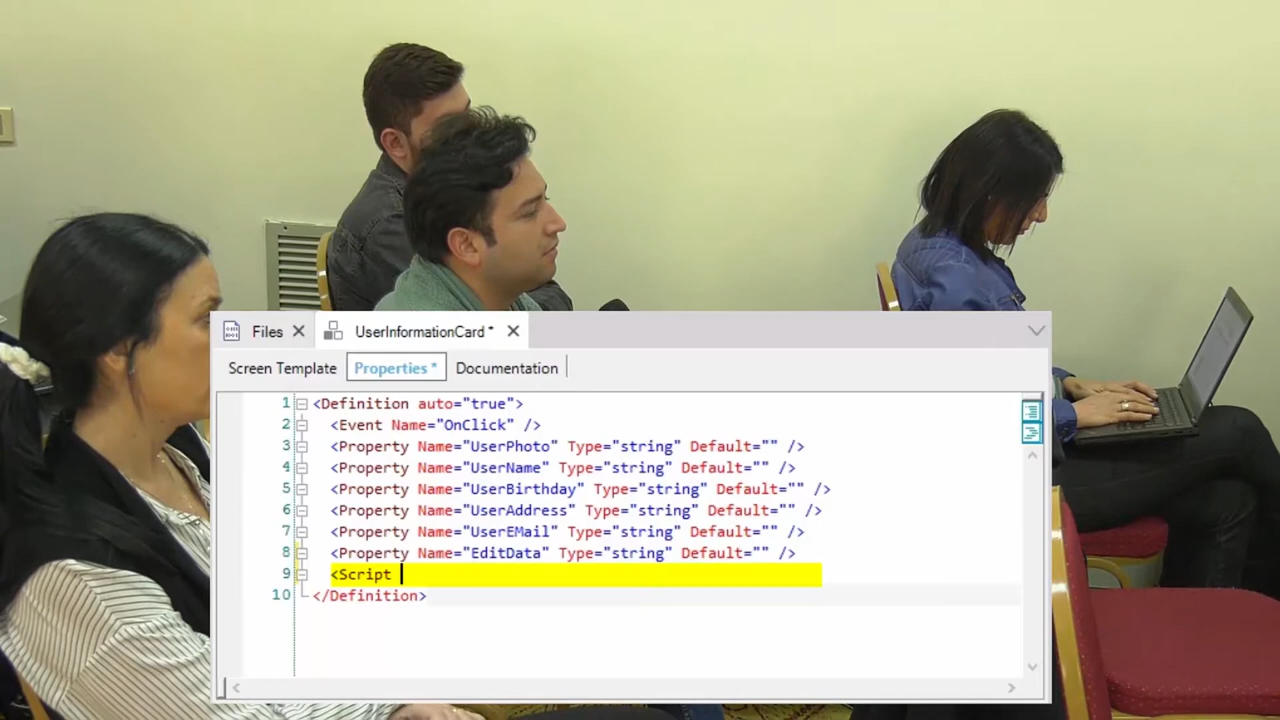 Files
UserInformationCard *
Screen Template
Properties *
Documentation
1 <Definition auto="true">
2 <Event Name="OnClick" />
3 <Property Name="UserPhoto" Type="string" Default="" />
4 <Property Name="UserName" Type="string" Default="" />
5 <Property Name="UserBirthday" Type="string" Default="" />
6 <Property Name="UserAddress" Type="string" Default="" />
7 <Property Name="UserEMail" Type="string" Default="" />
8 <Property Name="EditData" Type="string" Default="" />
9 <Script
10 </Definition>